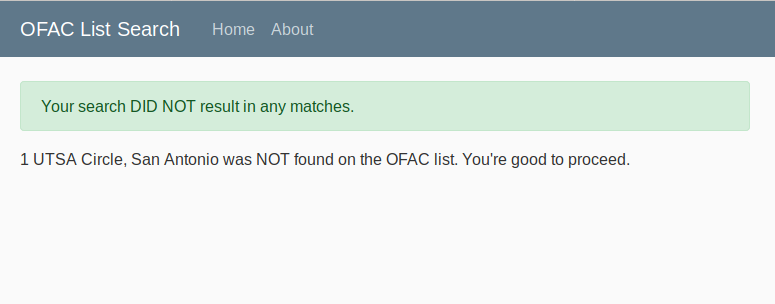 OFAC List Search Home About
Your search DID NOT result in any matches.
1 UTSA Circle, San Antonio was NOT found on the OFAC list. You're good to proceed.